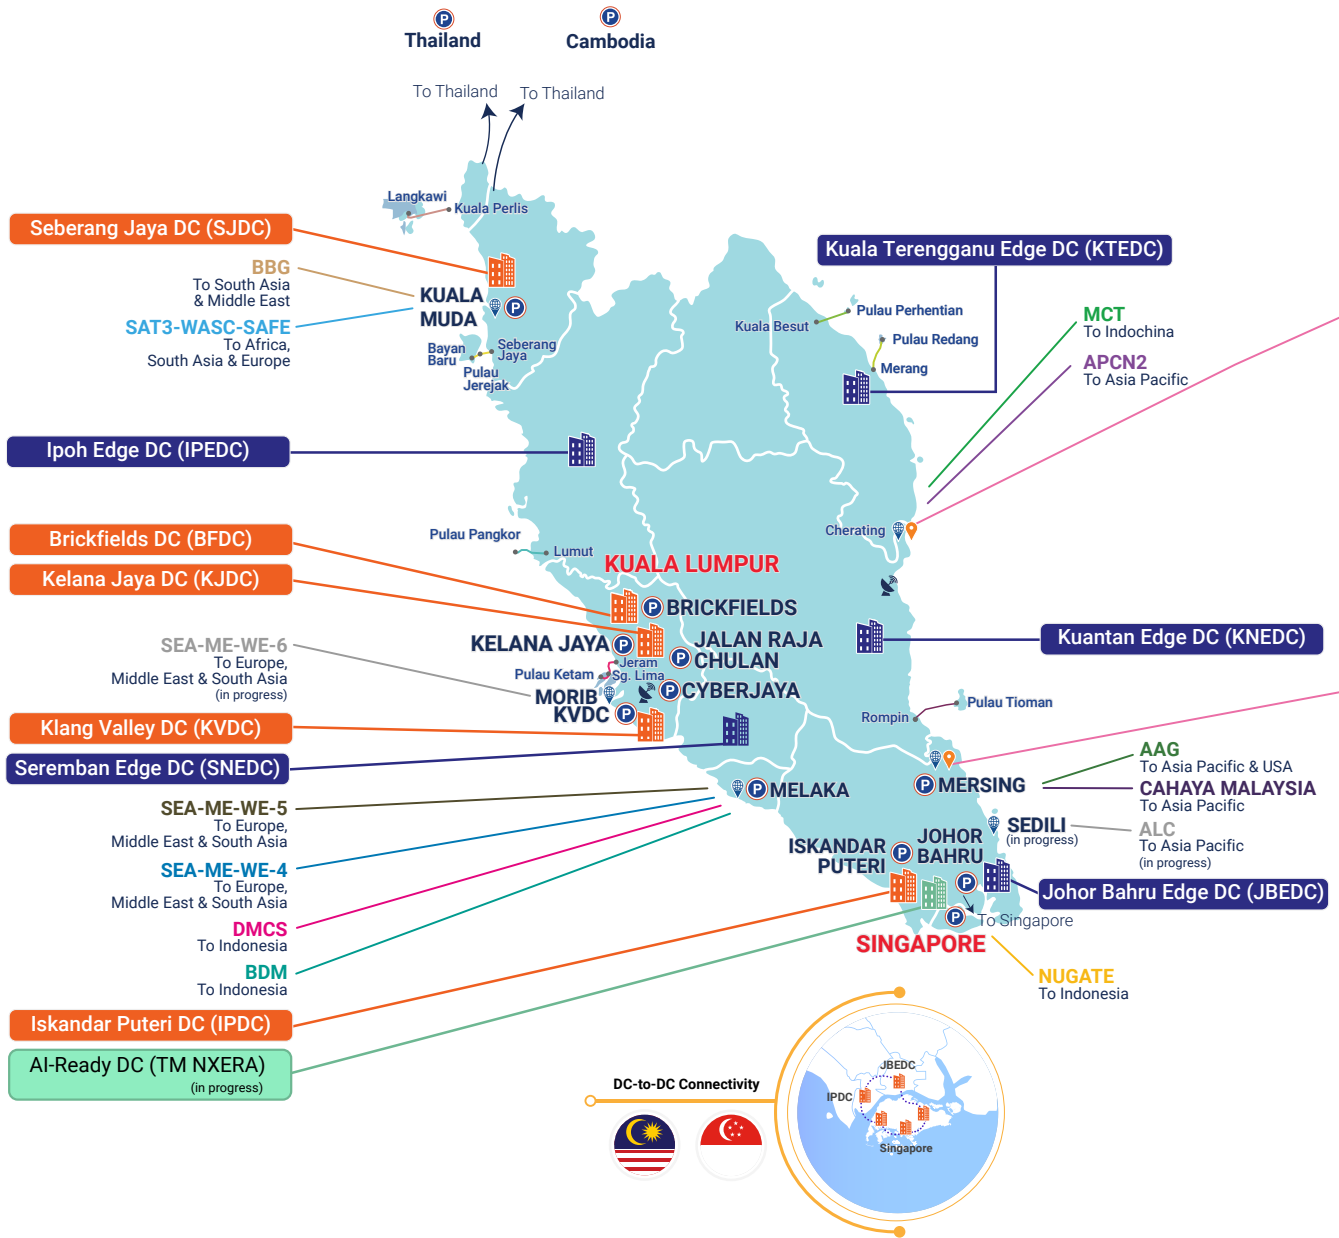 P
Thailand
P
Cambodia
To Thailand
To Thailand
Langkawi
Kuala Perlis
Seberang Jaya DC (SJDC)
BBG
To South Asia
& Middle East
SAT3-WASC-SAFE
To Africa,
South Asia & Europe
KUALA
MUDA
P
Bayan
Baru
Seberang
Jaya
Pulau
Jerejak
Kuala Terengganu Edge DC (KTEDC)
Kuala Besut
Pulau Perhentian
Pulau Redang
Merang
MCT
To Indochina
APCN2
To Asia Pacific
Ipoh Edge DC (IPEDC)
Brickfields DC (BFDC)
Kelana Jaya DC (KJDC)
Pulau Pangkor
Lumut
Cherating
KUALA LUMPUR
P
BRICKFIELDS
KELANA JAYA
P
P
JALAN RAJA
CHULAN
Jeram
Pulau Ketam
Sg. Lima
P
CYBERJAYA
MORIB
KVDC
P
SEA-ME-WE-6
To Europe,
Middle East & South Asia
(in progress)
Kuantan Edge DC (KNEDC)
Rompin
Pulau Tioman
Klang Valley DC (KVDC)
Seremban Edge DC (SNEDC)
SEA-ME-WE-5
To Europe,
Middle East & South Asia
SEA-ME-WE-4
To Europe,
Middle East & South Asia
DMCS
To Indonesia
BDM
To Indonesia
P
MELAKA
P
MERSING
AAG
To Asia Pacific & USA
CAHAYA MALAYSIA
To Asia Pacific
SEDILI
(in progress)
ALC
To Asia Pacific
(in progress)
ISKANDAR
PUTERI
P
JOHOR
BAHRU
P
Johor Bahru Edge DC (JBEDC)
P
To Singapore
SINGAPORE
NUGATE
To Indonesia
Iskandar Puteri DC (IPDC)
AI-Ready DC (TM NXERA)
(in progress)
DC-to-DC Connectivity
JBEDC
IPDC
Singapore